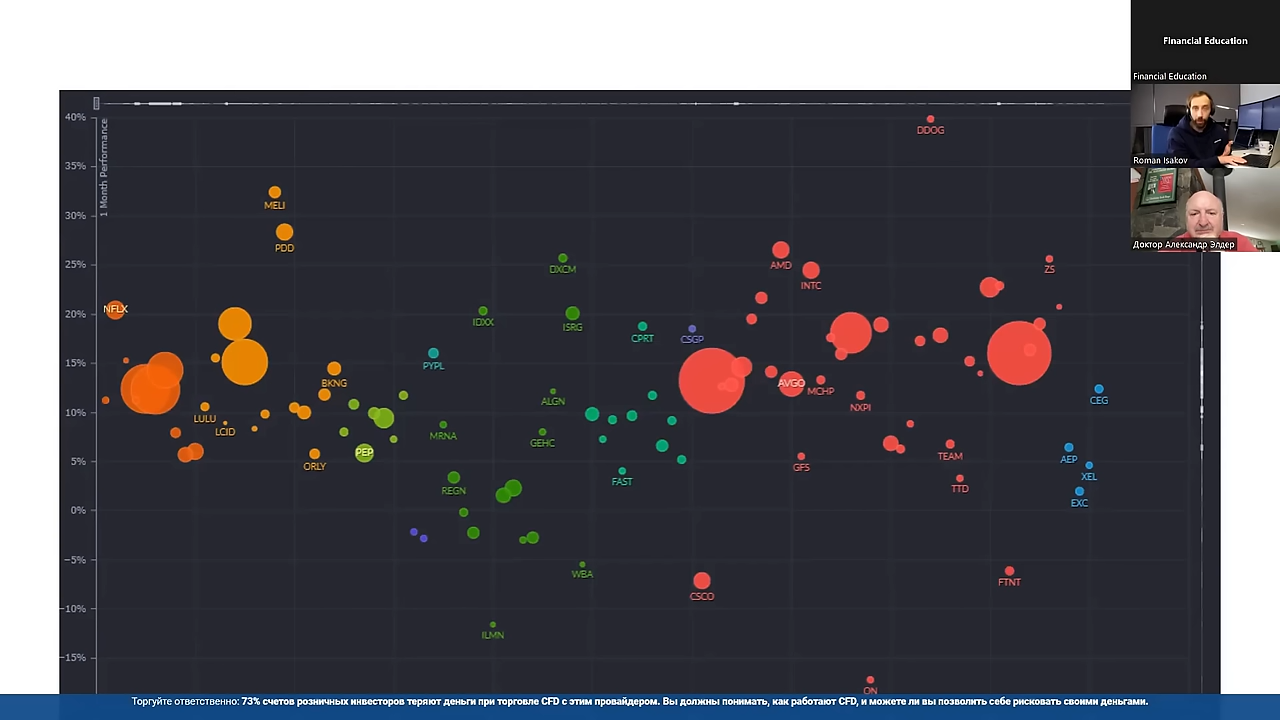 Financial Education
Financial Education
Roman Isakov
Доктор Александр Элдер
1 Month Performance
40%
35%
30%
25%
20%
15%
10%
5%
0%
−5%
−10%
−15%
DDOG
MELI
PDD
DXCM
AMD
INTC
ZS
NFLX
IDXX
ISRG
CPRT
CSGP
PYPL
BKNG
AVGO
MCHP
NXPI
CEG
LULU
LCID
ALGN
MRNA
GEHC
ORLY
PEP
GFS
TEAM
AEP
REGN
FAST
TTD
XEL
EXC
WBA
CSCO
FTNT
ILMN
ON
Торгуйте ответственно: 73% счетов розничных инвесторов теряют деньги при торговле CFD с этим провайдером. Вы должны понимать, как работают CFD, и можете ли вы позволить себе рисковать своими деньгами.